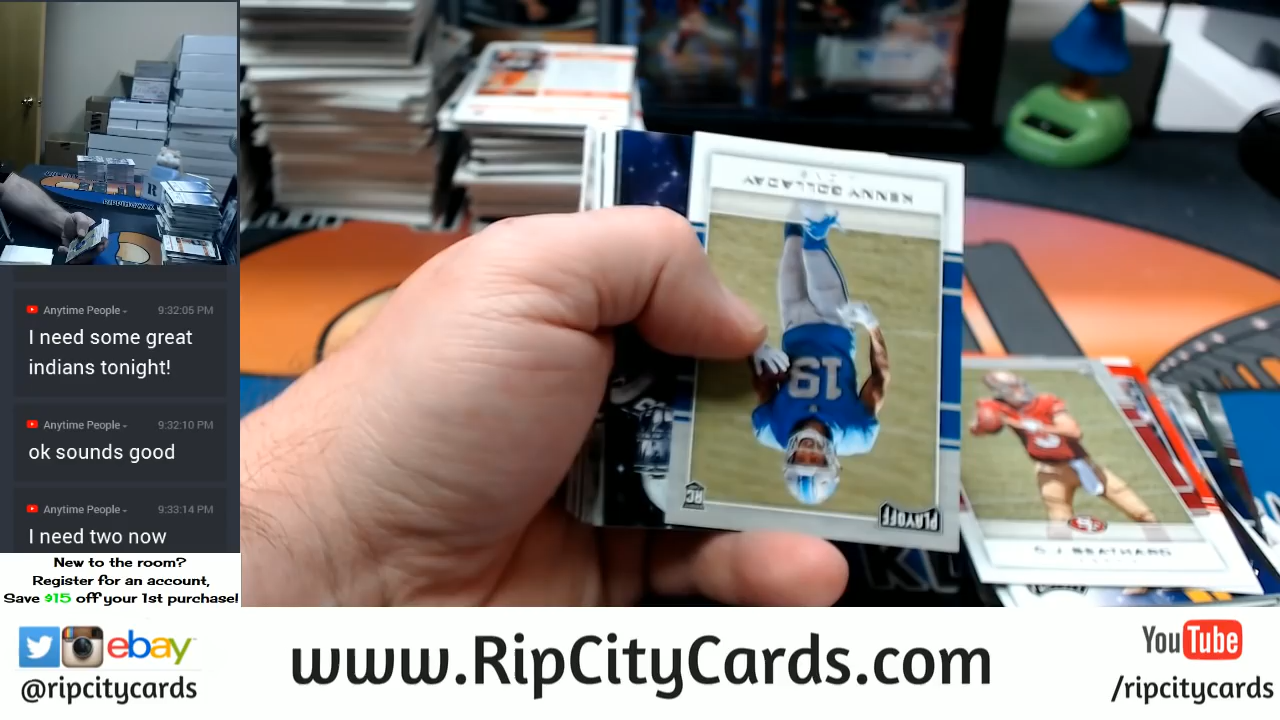 Anytime People 9:32:05 PM
I need some great
indians tonight!
Anytime People 9:32:10 PM
ok sounds good
Anytime People 9:33:14 PM
I need two now
New to the room?
Register for an account,
Save $15 off your 1st purchase!
KENNY GOLLADAY
19
RC
PLAYOFF
3
C.J. BEATHARD
ebay
@ripcitycards
www.RipCityCards.com
YouTube
/ripcitycards